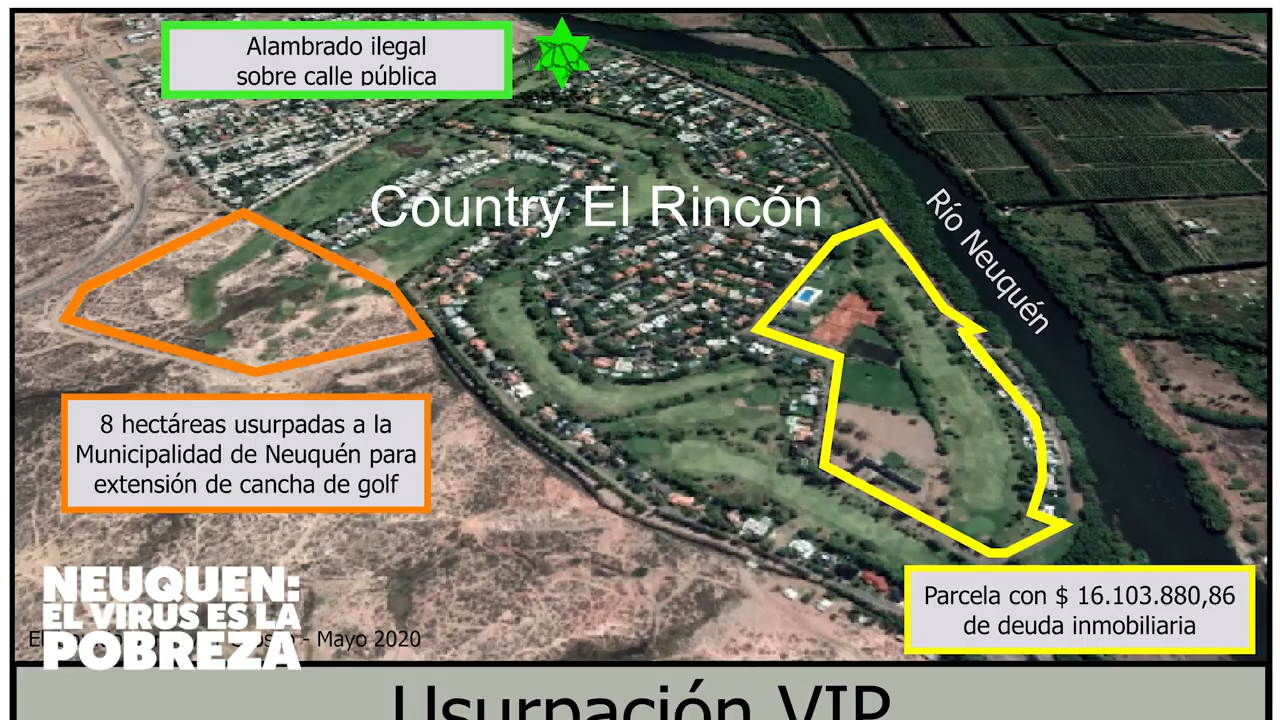 Alambrado ilegal
sobre calle pública
Country El Rincón
Río Neuquén
8 hectáreas usurpadas a la
Municipalidad de Neuquén para
extensión de cancha de golf
NEUQUEN:
EL VIRUS ES LA
POBREZA
- Mayo 2020
Parcela con $ 16.103.880,86
de deuda inmobiliaria
Usurpación VIP